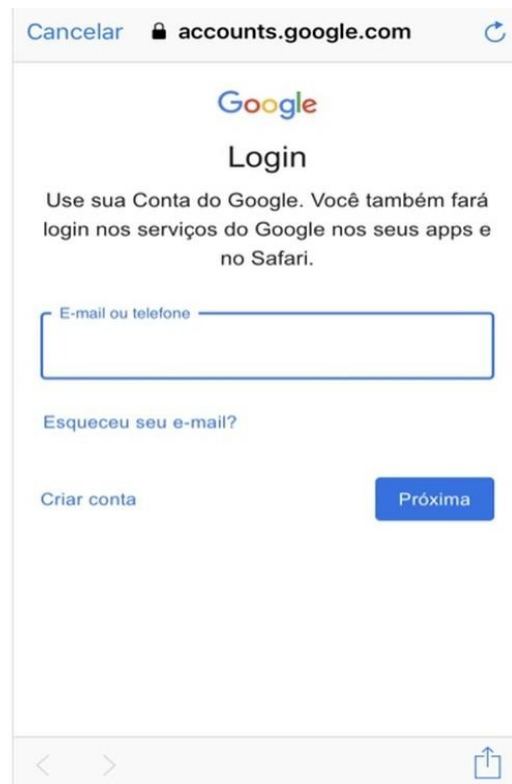 Cancelar accounts.google.com
Google
Login
Use sua Conta do Google. Você também fará
login nos serviços do Google nos seus apps e
no Safari.
E-mail ou telefone
Esqueceu seu e-mail?
Criar conta Próxima